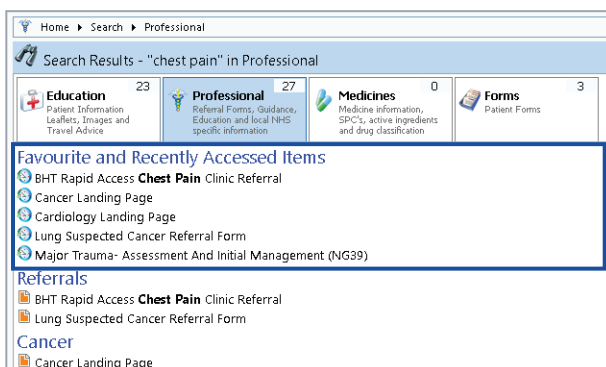 Home ▸ Search ▸ Professional
Search Results - "chest pain" in Professional
Education 23
Patient Information
Leaflets, Images and
Travel Advice
Professional 27
Referral Forms, Guidance,
Education and local NHS
specific information
Medicines 0
Medicine information,
SPC's, active ingredients
and drug classification
Forms 3
Patient Forms
Favourite and Recently Accessed Items
BHT Rapid Access Chest Pain Clinic Referral
Cancer Landing Page
Cardiology Landing Page
Lung Suspected Cancer Referral Form
Major Trauma- Assessment And Initial Management (NG39)
Referrals
BHT Rapid Access Chest Pain Clinic Referral
Lung Suspected Cancer Referral Form
Cancer
Cancer Landing Page